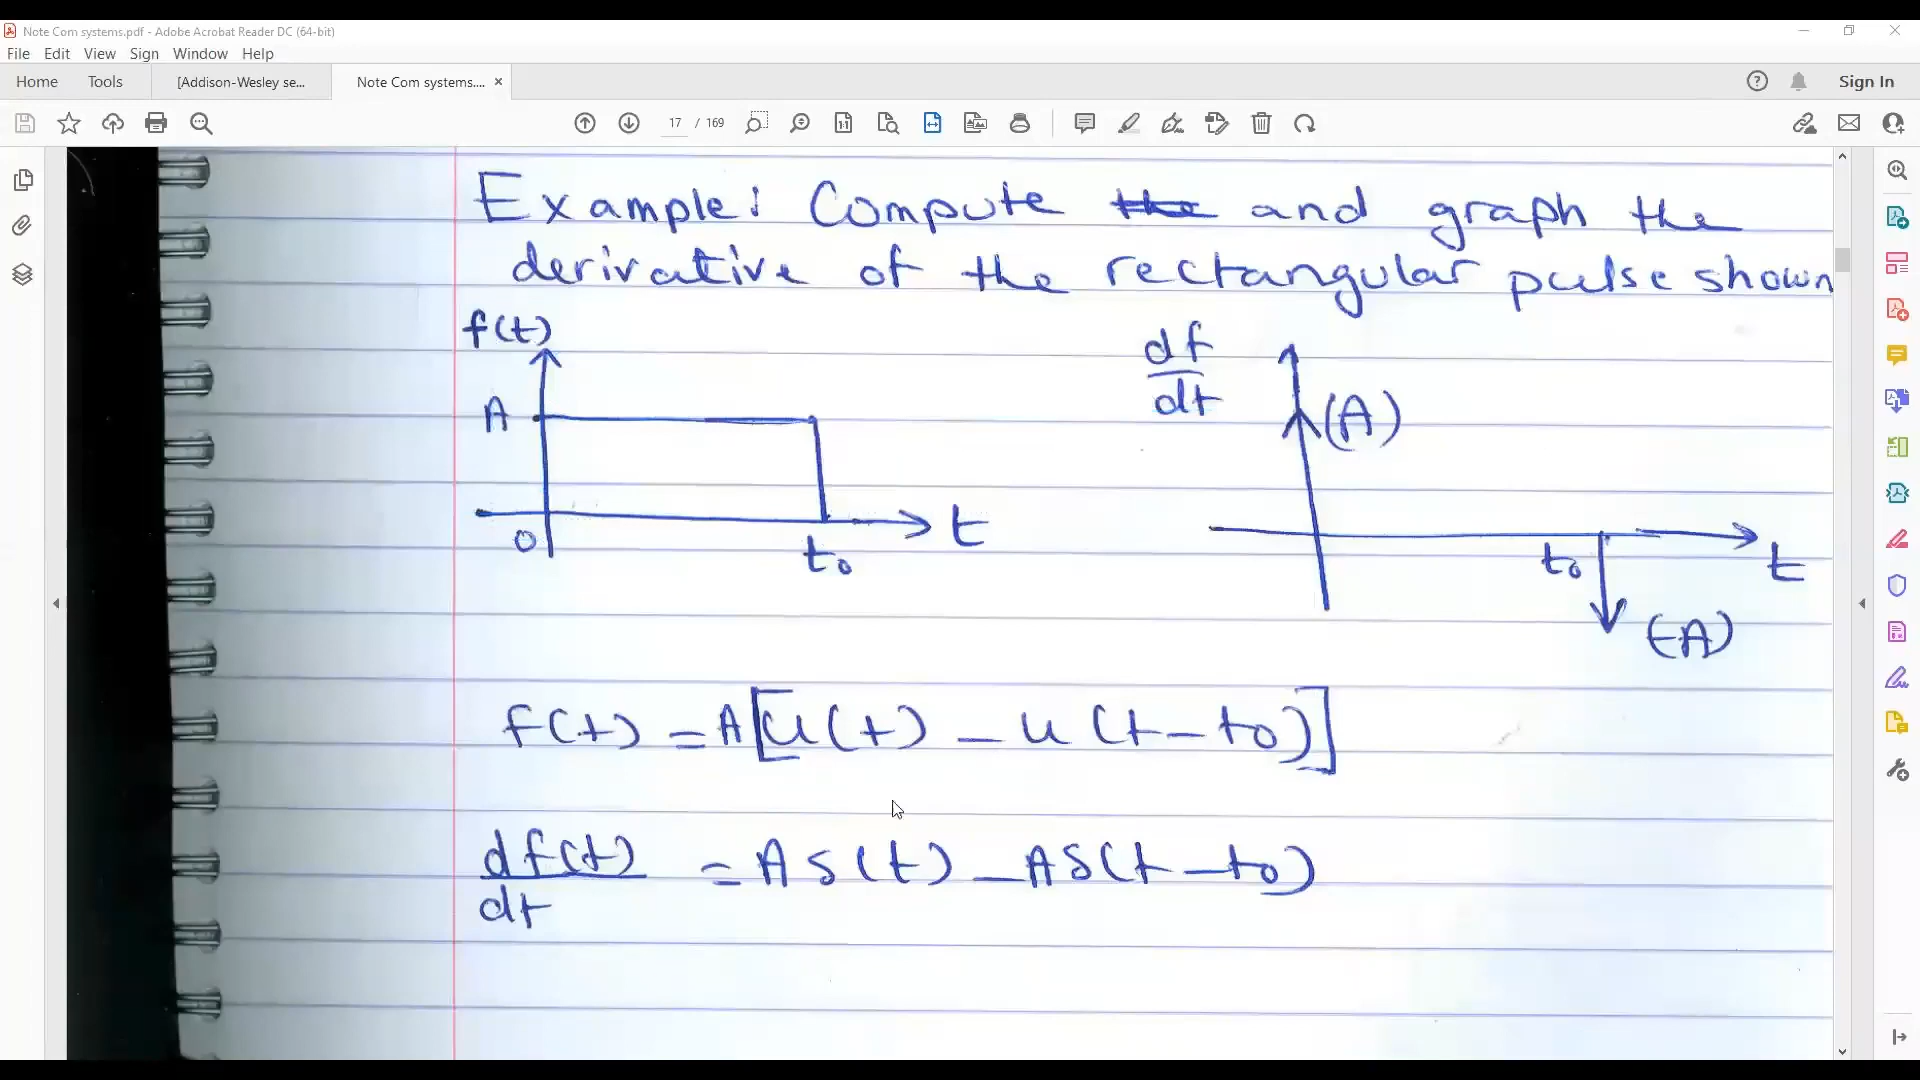 Note Com systems.pdf - Adobe Acrobat Reader DC (64-bit)
File Edit View Sign Window Help
Home Tools [Addison-Wesley se... Note Com systems.... × Sign In
17 / 169
Example: Compute the and graph the
derivative of the rectangular pulse shown
f(t)
A
0
t₀
t
df
dt
(A)
t₀
t
(-A)
f(t) = A[u(t) - u(t-t₀)]
df(t)
dt
= Aδ(t) - Aδ(t-t₀)